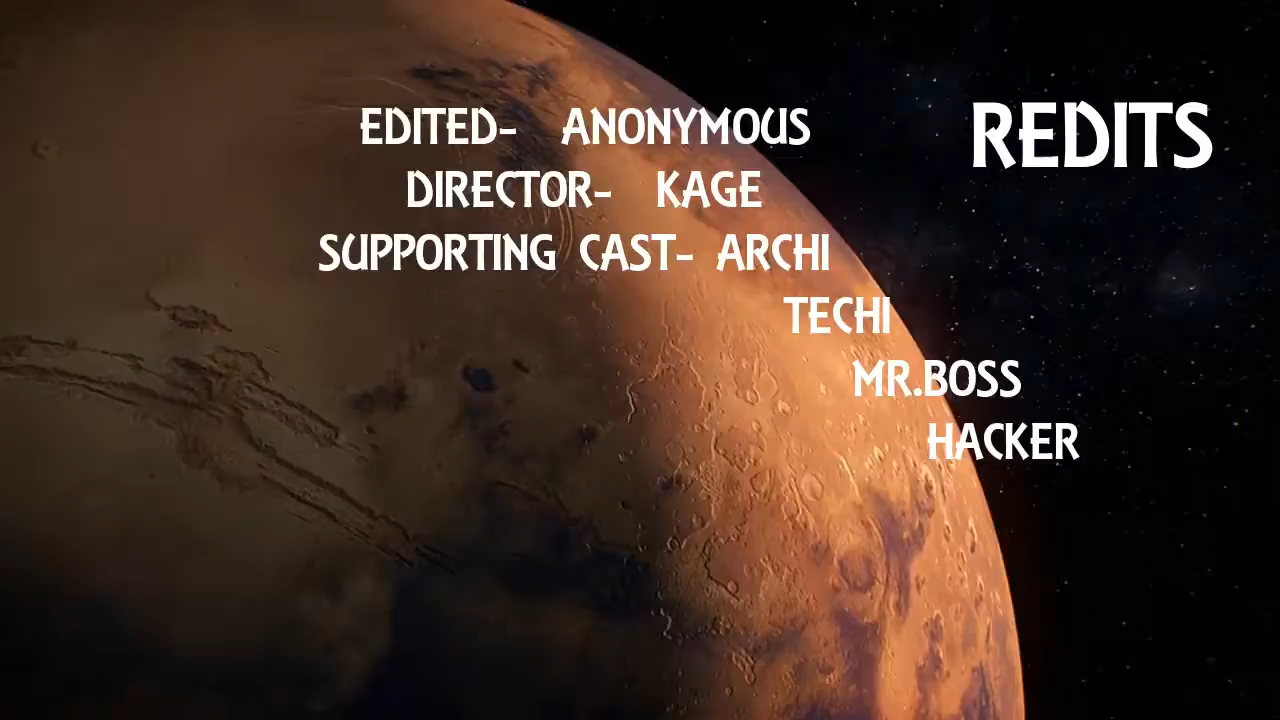 REDITS
EDITED- ANONYMOUS
DIRECTOR- KAGE
SUPPORTING CAST- ARCHI
TECHI
MR.BOSS
HACKER